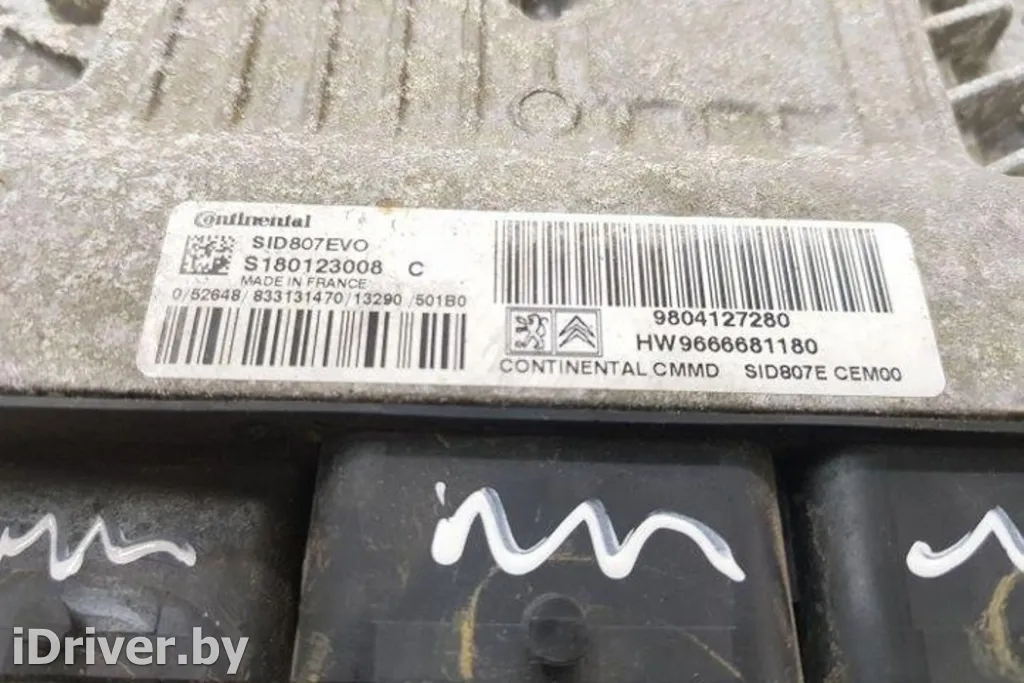 Continental
SID807EVO
S180123008 C
MADE IN FRANCE
0/52648/833131470/13290/501B0
9804127280
HW9666681180
CONTINENTAL CMMD SID807E CEM00
iDriver.by